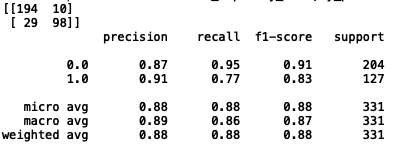 [[194 10]
[ 29 98]]
precision recall f1-score support
0.0 0.87 0.95 0.91 204
1.0 0.91 0.77 0.83 127
micro avg 0.88 0.88 0.88 331
macro avg 0.89 0.86 0.87 331
weighted avg 0.88 0.88 0.88 331